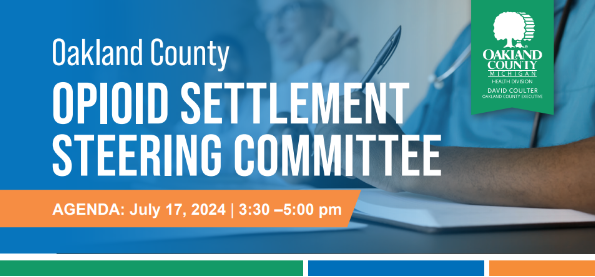 Oakland County
OPIOID SETTLEMENT
STEERING COMMITTEE
AGENDA: July 17, 2024 | 3:30 –5:00 pm
OAKLAND
COUNTY
MICHIGAN
HEALTH DIVISION
DAVID COULTER
OAKLAND COUNTY EXECUTIVE